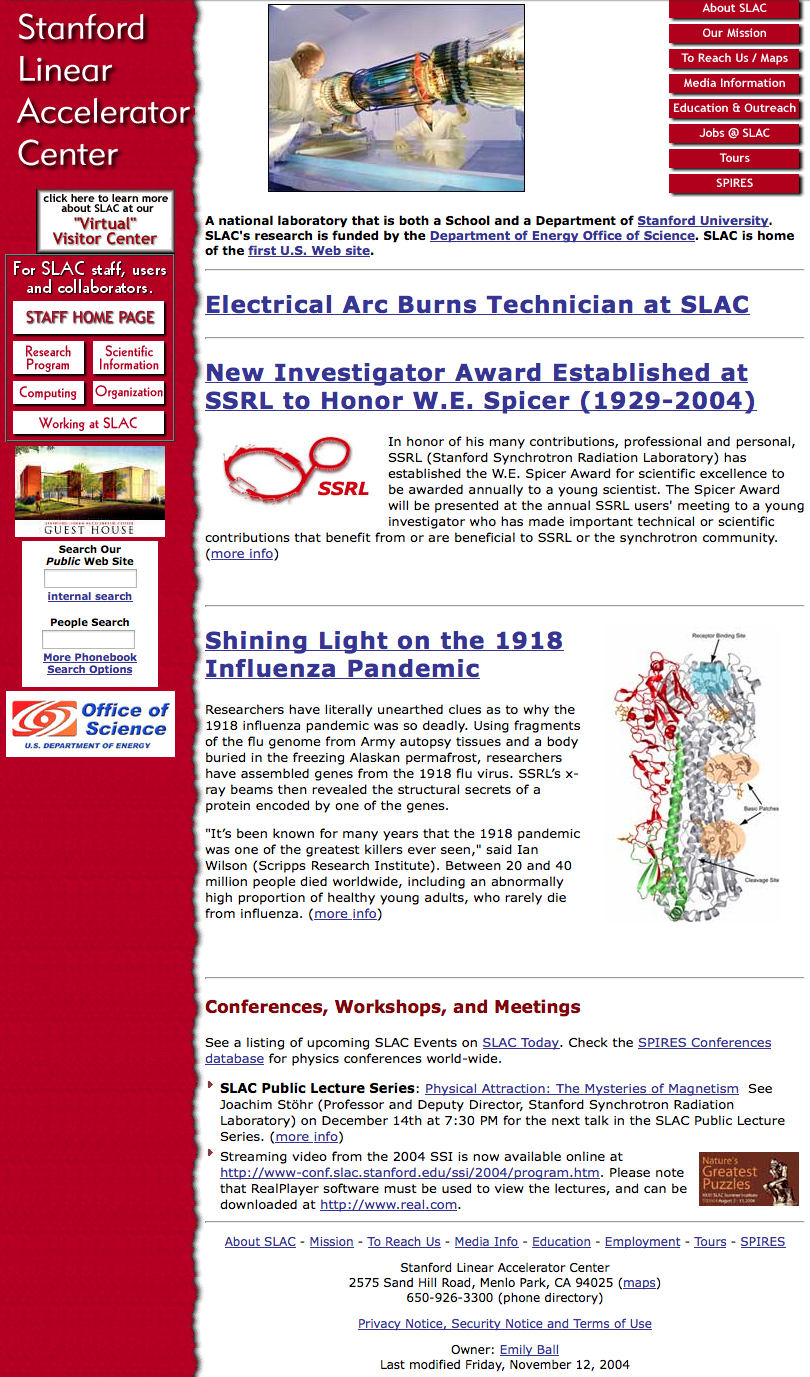 Stanford
Linear
Accelerator
Center
click here to learn more
about SLAC at our
"Virtual"
Visitor Center
For SLAC staff, users
and collaborators.
STAFF HOME PAGE
Research
Program
Scientific
Information
Computing
Organization
Working at SLAC
STANFORD LINEAR ACCELERATOR CENTER
GUEST HOUSE
Search Our
Public Web Site
internal search
People Search
More Phonebook
Search Options
Office of
Science
U.S. DEPARTMENT OF ENERGY
About SLAC
Our Mission
To Reach Us / Maps
Media Information
Education & Outreach
Jobs @ SLAC
Tours
SPIRES
A national laboratory that is both a School and a Department of Stanford University.
SLAC's research is funded by the Department of Energy Office of Science. SLAC is home
of the first U.S. Web site.
Electrical Arc Burns Technician at SLAC
New Investigator Award Established at
SSRL to Honor W.E. Spicer (1929-2004)
SSRL
In honor of his many contributions, professional and personal,
SSRL (Stanford Synchrotron Radiation Laboratory) has
established the W.E. Spicer Award for scientific excellence to
be awarded annually to a young scientist. The Spicer Award
will be presented at the annual SSRL users' meeting to a young
investigator who has made important technical or scientific
contributions that benefit from or are beneficial to SSRL or the synchrotron community.
(more info)
Shining Light on the 1918
Influenza Pandemic
Researchers have literally unearthed clues as to why the
1918 influenza pandemic was so deadly. Using fragments
of the flu genome from Army autopsy tissues and a body
buried in the freezing Alaskan permafrost, researchers
have assembled genes from the 1918 flu virus. SSRL’s x-
ray beams then revealed the structural secrets of a
protein encoded by one of the genes.
"It’s been known for many years that the 1918 pandemic
was one of the greatest killers ever seen," said Ian
Wilson (Scripps Research Institute). Between 20 and 40
million people died worldwide, including an abnormally
high proportion of healthy young adults, who rarely die
from influenza. (more info)
Receptor Binding Site
Basic Patches
Cleavage Site
Conferences, Workshops, and Meetings
See a listing of upcoming SLAC Events on SLAC Today. Check the SPIRES Conferences
database for physics conferences world-wide.
SLAC Public Lecture Series: Physical Attraction: The Mysteries of Magnetism See
Joachim Stöhr (Professor and Deputy Director, Stanford Synchrotron Radiation
Laboratory) on December 14th at 7:30 PM for the next talk in the SLAC Public Lecture
Series. (more info)
Streaming video from the 2004 SSI is now available online at
http://www-conf.slac.stanford.edu/ssi/2004/program.htm. Please note
that RealPlayer software must be used to view the lectures, and can be
downloaded at http://www.real.com.
Nature's
Greatest
Puzzles
About SLAC - Mission - To Reach Us - Media Info - Education - Employment - Tours - SPIRES
Stanford Linear Accelerator Center
2575 Sand Hill Road, Menlo Park, CA 94025 (maps)
650-926-3300 (phone directory)
Privacy Notice, Security Notice and Terms of Use
Owner: Emily Ball
Last modified Friday, November 12, 2004